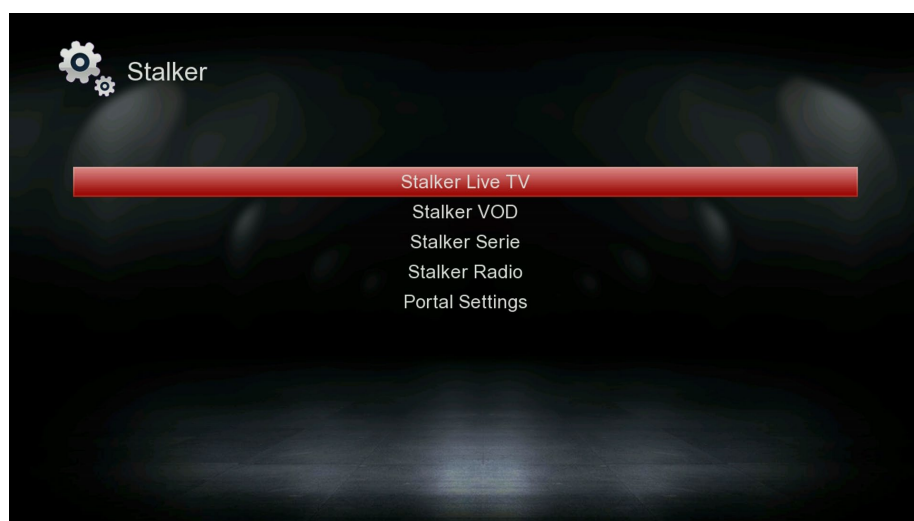 Stalker
Stalker Live TV
Stalker VOD
Stalker Serie
Stalker Radio
Portal Settings